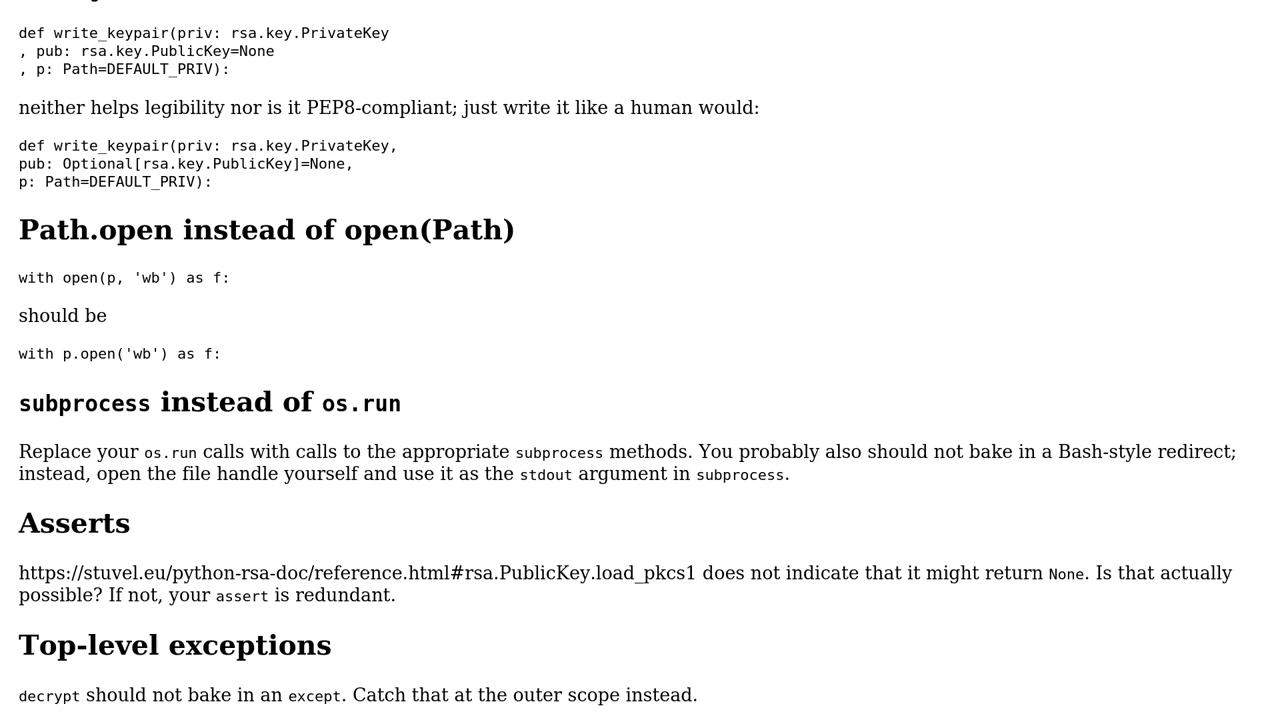 def write_keypair(priv: rsa.key.PrivateKey
, pub: rsa.key.PublicKey=None
, p: Path=DEFAULT_PRIV):
neither helps legibility nor is it PEP8-compliant; just write it like a human would:
def write_keypair(priv: rsa.key.PrivateKey,
pub: Optional[rsa.key.PublicKey]=None,
p: Path=DEFAULT_PRIV):
Path.open instead of open(Path)
with open(p, 'wb') as f:
should be
with p.open('wb') as f:
subprocess instead of os.run
Replace your os.run calls with calls to the appropriate subprocess methods. You probably also should not bake in a Bash-style redirect;
instead, open the file handle yourself and use it as the stdout argument in subprocess.
Asserts
https://stuvel.eu/python-rsa-doc/reference.html#rsa.PublicKey.load_pkcs1 does not indicate that it might return None. Is that actually
possible? If not, your assert is redundant.
Top-level exceptions
decrypt should not bake in an except. Catch that at the outer scope instead.